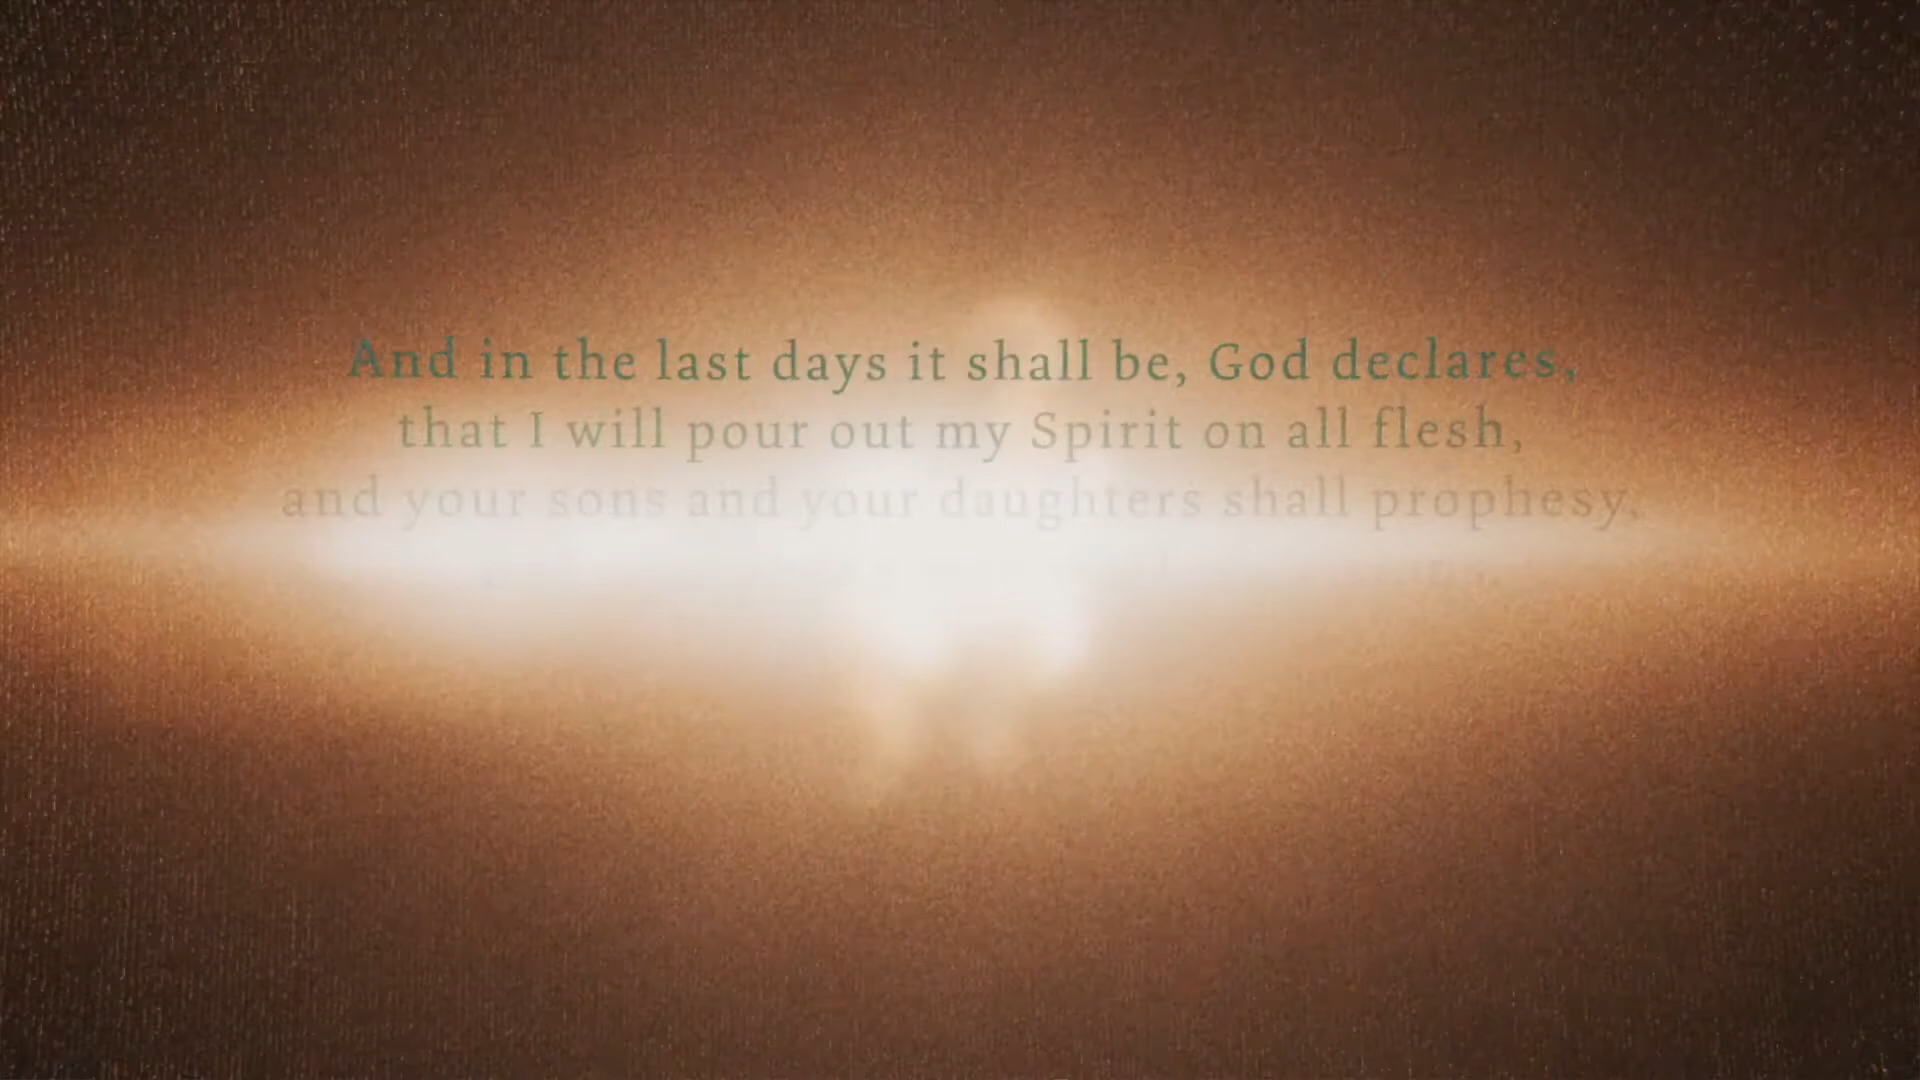 And in the last days it shall be, God declares,
that I will pour out my Spirit on all flesh,
and your sons and your daughters shall prophesy,